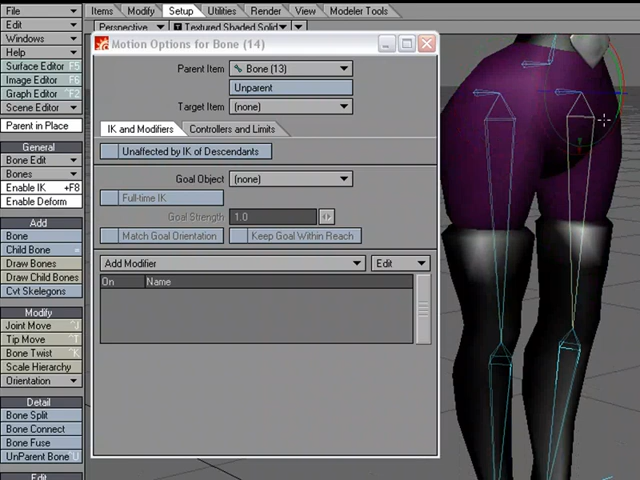 File
Edit
Windows
Help
Surface Editor F5
Image Editor F6
Graph Editor ^F2
Scene Editor
Parent in Place
General
Bone Edit
Bones
Enable IK +F8
Enable Deform
Add
Bone
Child Bone =
Draw Bones
Draw Child Bones
Cvt Skelegons
Modify
Joint Move ^J
Tip Move ^T
Bone Twist ^K
Scale Hierarchy
Orientation
Detail
Bone Split
Bone Connect
Bone Fuse
UnParent Bone U
Edit
Items Modify Setup Utilities Render View Modeler Tools
Perspective Textured Shaded Solid
Motion Options for Bone (14)
Parent Item Bone (13)
Unparent
Target Item (none)
IK and Modifiers Controllers and Limits
Unaffected by IK of Descendants
Goal Object (none)
Full-time IK
Goal Strength 1.0
Match Goal Orientation Keep Goal Within Reach
Add Modifier Edit
On Name